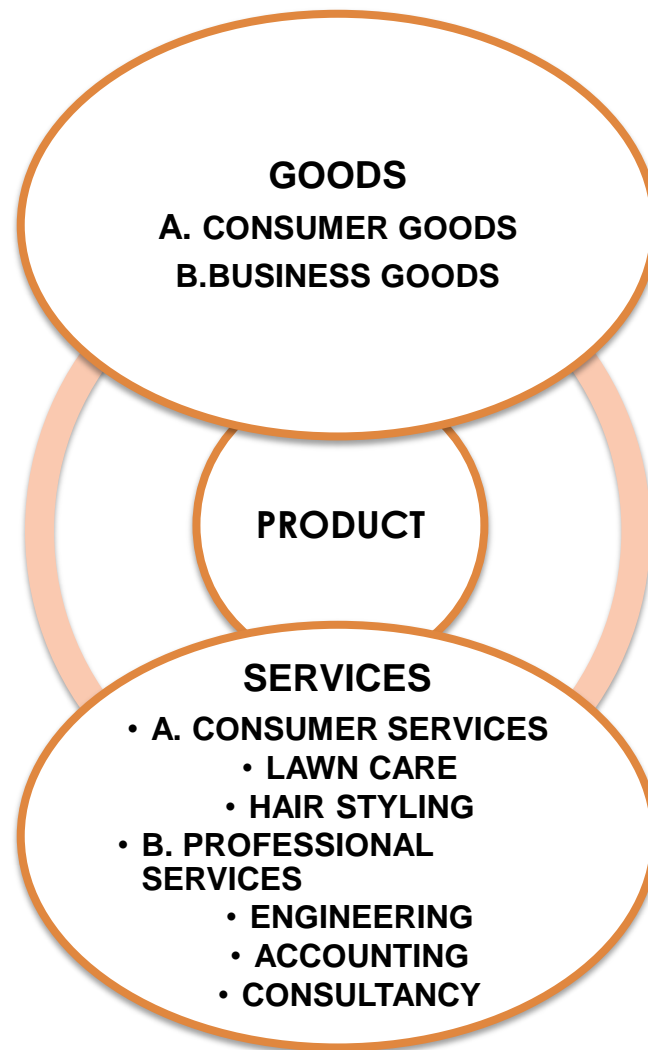 GOODS
A. CONSUMER GOODS
B.BUSINESS GOODS
PRODUCT
SERVICES
• A. CONSUMER SERVICES
• LAWN CARE
• HAIR STYLING
• B. PROFESSIONAL
SERVICES
• ENGINEERING
• ACCOUNTING
• CONSULTANCY